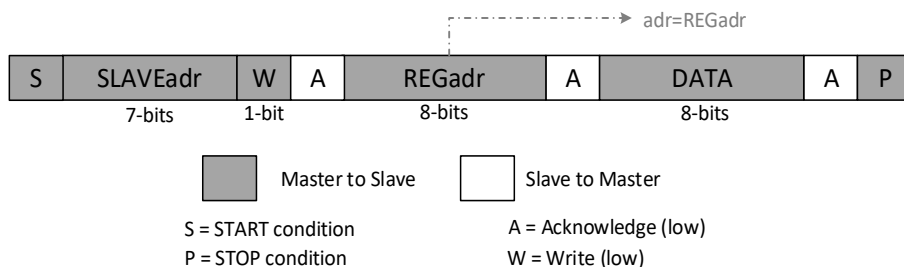 adr=REGadr
S SLAVEadr W A REGadr A DATA A P
7-bits 1-bit 8-bits 8-bits
Master to Slave Slave to Master
S = START condition A = Acknowledge (low)
P = STOP condition W = Write (low)